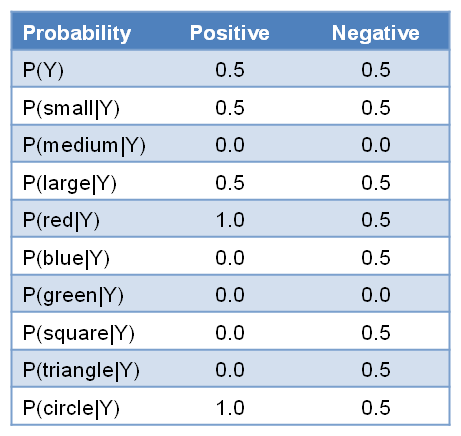 Probability Positive Negative
P(Y) 0.5 0.5
P(small|Y) 0.5 0.5
P(medium|Y) 0.0 0.0
P(large|Y) 0.5 0.5
P(red|Y) 1.0 0.5
P(blue|Y) 0.0 0.5
P(green|Y) 0.0 0.0
P(square|Y) 0.0 0.5
P(triangle|Y) 0.0 0.5
P(circle|Y) 1.0 0.5